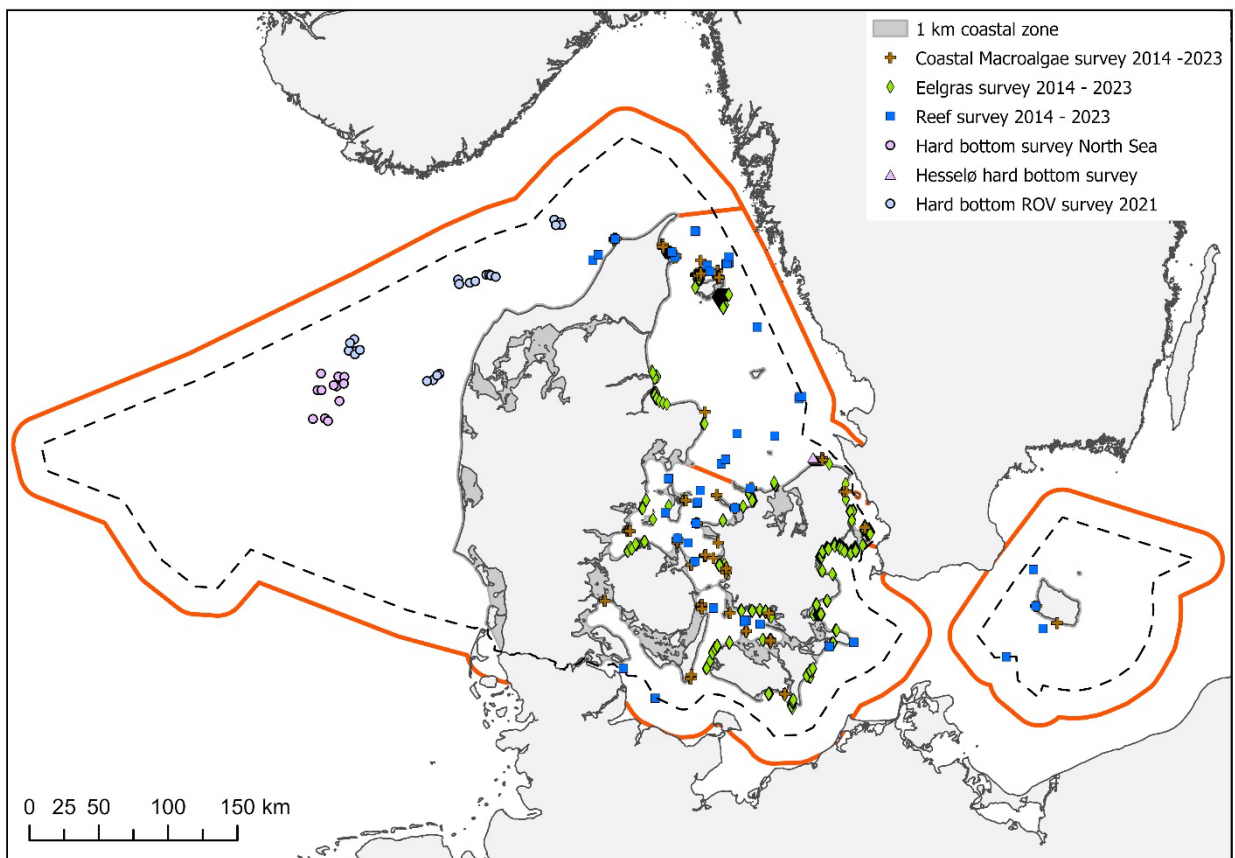 1 km coastal zone
Coastal Macroalgae survey 2014 -2023
Eelgras survey 2014 - 2023
Reef survey 2014 - 2023
Hard bottom survey North Sea
Hesselø hard bottom survey
Hard bottom ROV survey 2021
0 25 50 100 150 km